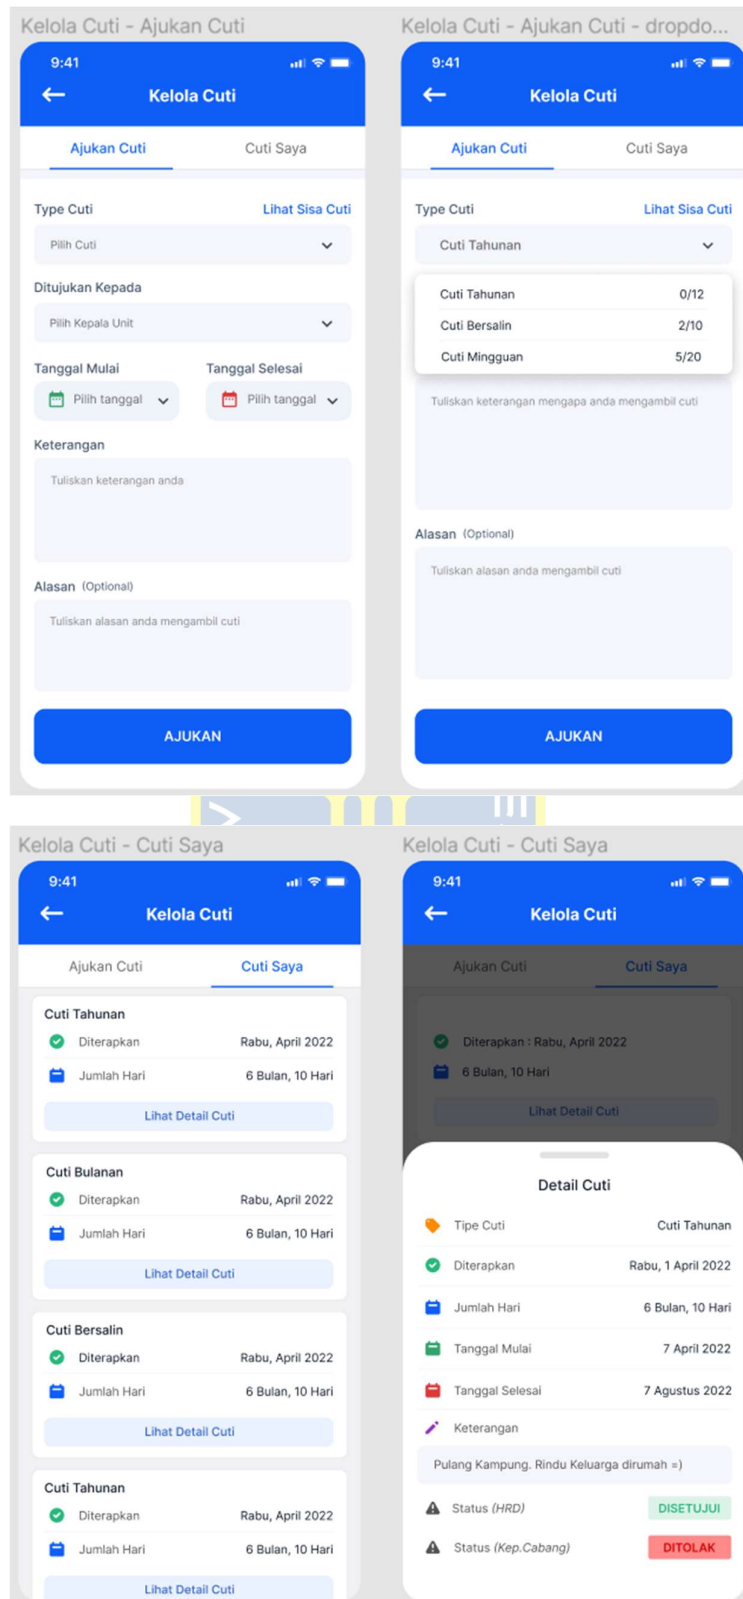 Kelola Cuti - Ajukan Cuti
9:41
Kelola Cuti
Ajukan Cuti Cuti Saya
Type Cuti Lihat Sisa Cuti
Pilih Cuti
Ditujukan Kepada
Pilih Kepala Unit
Tanggal Mulai Tanggal Selesai
Pilih tanggal Pilih tanggal
Keterangan
Tuliskan keterangan anda
Alasan (Optional)
Tuliskan alasan anda mengambil cuti
AJUKAN
Kelola Cuti - Ajukan Cuti - dropdo...
9:41
Kelola Cuti
Ajukan Cuti Cuti Saya
Type Cuti Lihat Sisa Cuti
Cuti Tahunan
Cuti Tahunan 0/12
Cuti Bersalin 2/10
Cuti Mingguan 5/20
Tuliskan keterangan mengapa anda mengambil cuti
Alasan (Optional)
Tuliskan alasan anda mengambil cuti
AJUKAN
Kelola Cuti - Cuti Saya
9:41
Kelola Cuti
Ajukan Cuti Cuti Saya
Cuti Tahunan
Diterapkan Rabu, April 2022
Jumlah Hari 6 Bulan, 10 Hari
Lihat Detail Cuti
Cuti Bulanan
Diterapkan Rabu, April 2022
Jumlah Hari 6 Bulan, 10 Hari
Lihat Detail Cuti
Cuti Bersalin
Diterapkan Rabu, April 2022
Jumlah Hari 6 Bulan, 10 Hari
Lihat Detail Cuti
Cuti Tahunan
Diterapkan Rabu, April 2022
Jumlah Hari 6 Bulan, 10 Hari
Lihat Detail Cuti
Kelola Cuti - Cuti Saya
9:41
Kelola Cuti
Ajukan Cuti Cuti Saya
Diterapkan : Rabu, April 2022
6 Bulan, 10 Hari
Lihat Detail Cuti
Detail Cuti
Tipe Cuti Cuti Tahunan
Diterapkan Rabu, 1 April 2022
Jumlah Hari 6 Bulan, 10 Hari
Tanggal Mulai 7 April 2022
Tanggal Selesai 7 Agustus 2022
Keterangan
Pulang Kampung. Rindu Keluarga dirumah =)
Status (HRD) DISETUJUI
Status (Kep.Cabang) DITOLAK